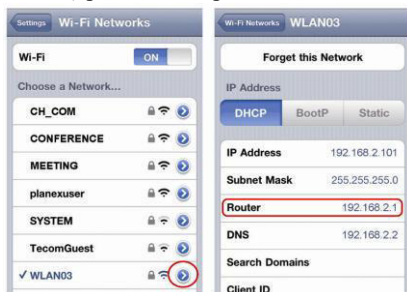 Settings Wi-Fi Networks
Wi-Fi ON
Choose a Network...
CH_COM
CONFERENCE
MEETING
planexuser
SYSTEM
TecomGuest
✓ WLAN03
Wi-Fi Networks WLAN03
Forget this Network
IP Address
DHCP BootP Static
IP Address 192.168.2.101
Subnet Mask 255.255.255.0
Router 192.168.2.1
DNS 192.168.2.2
Search Domains
Client ID